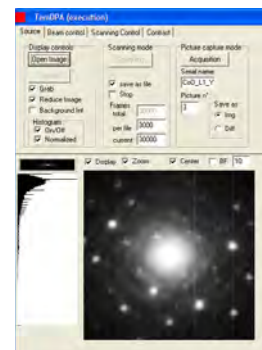 TemDPA (execution)
Source Beam control Scanning Control Contrast
Display controls
Open Image
Grab
Reduce Image
Background Int
Histogram
On/Off
Normalized
Scanning mode
save as file
Stop
Frames
total
per file 3000
current 30000
Picture capture mode
Acquisition
Serial name
CoO_L1_Y
Picture n°
3
Save as
Img
Display Zoom Center BF 10